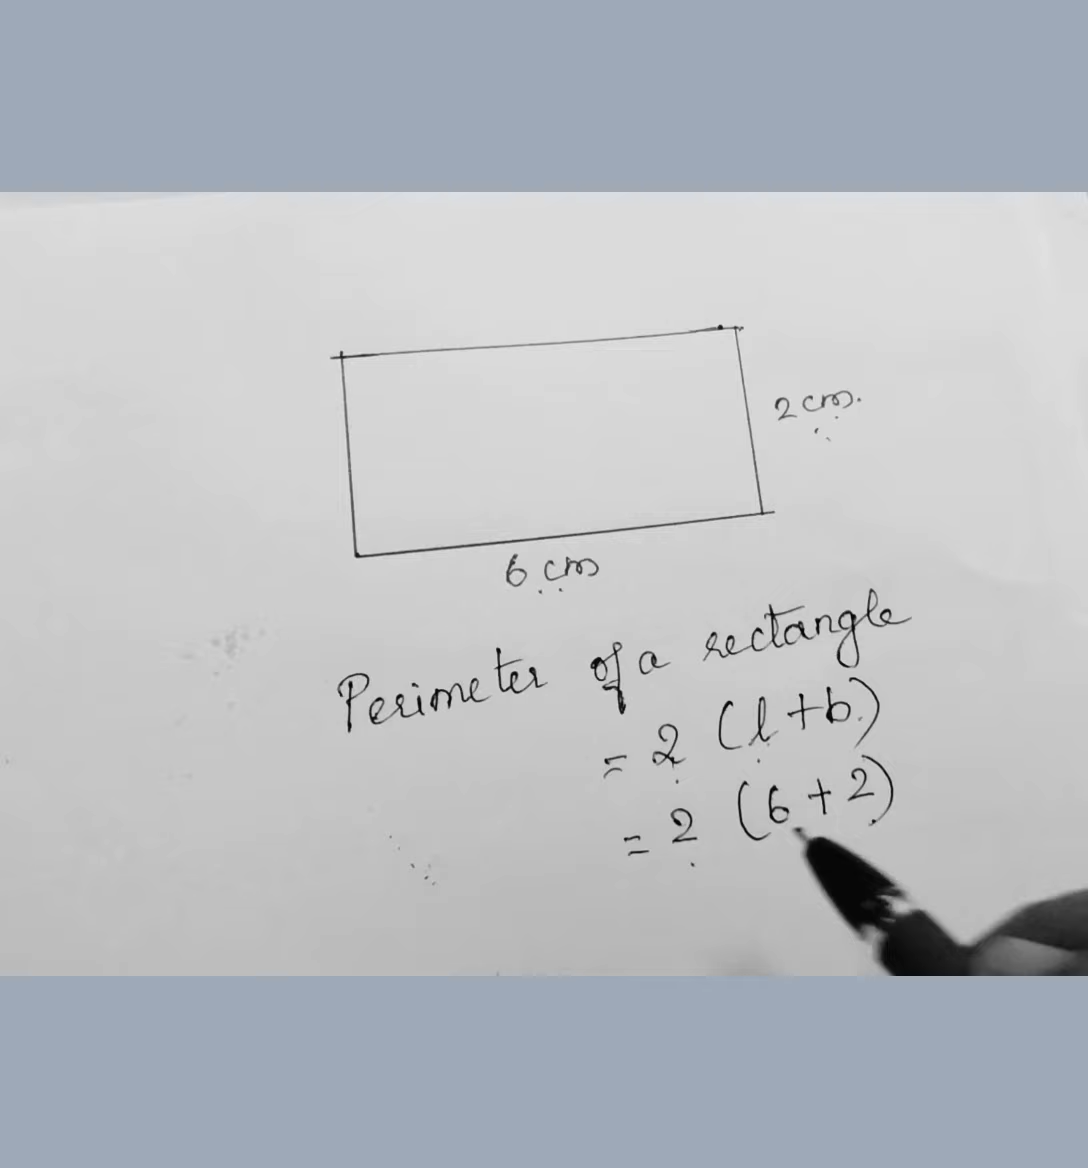 2 cm.
6 cm
Perimeter of a rectangle
= 2 (l+b)
= 2 (6+2)